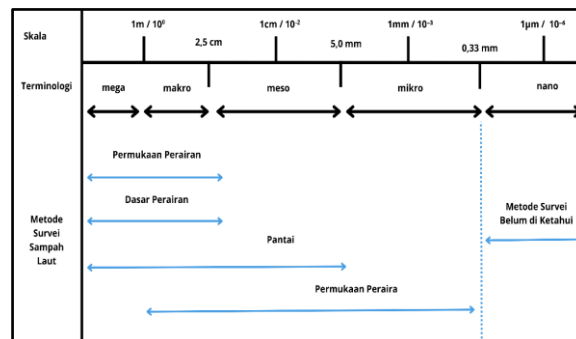 Skala
1m / 10⁰
2,5 cm
1cm / 10⁻²
5,0 mm
1mm / 10⁻³
0,33 mm
1μm / 10⁻⁶
Terminologi
mega
makro
meso
mikro
nano
Metode
Survei
Sampah
Laut
Permukaan Perairan
Dasar Perairan
Pantai
Permukaan Peraira
Metode Survei
Belum di Ketahui